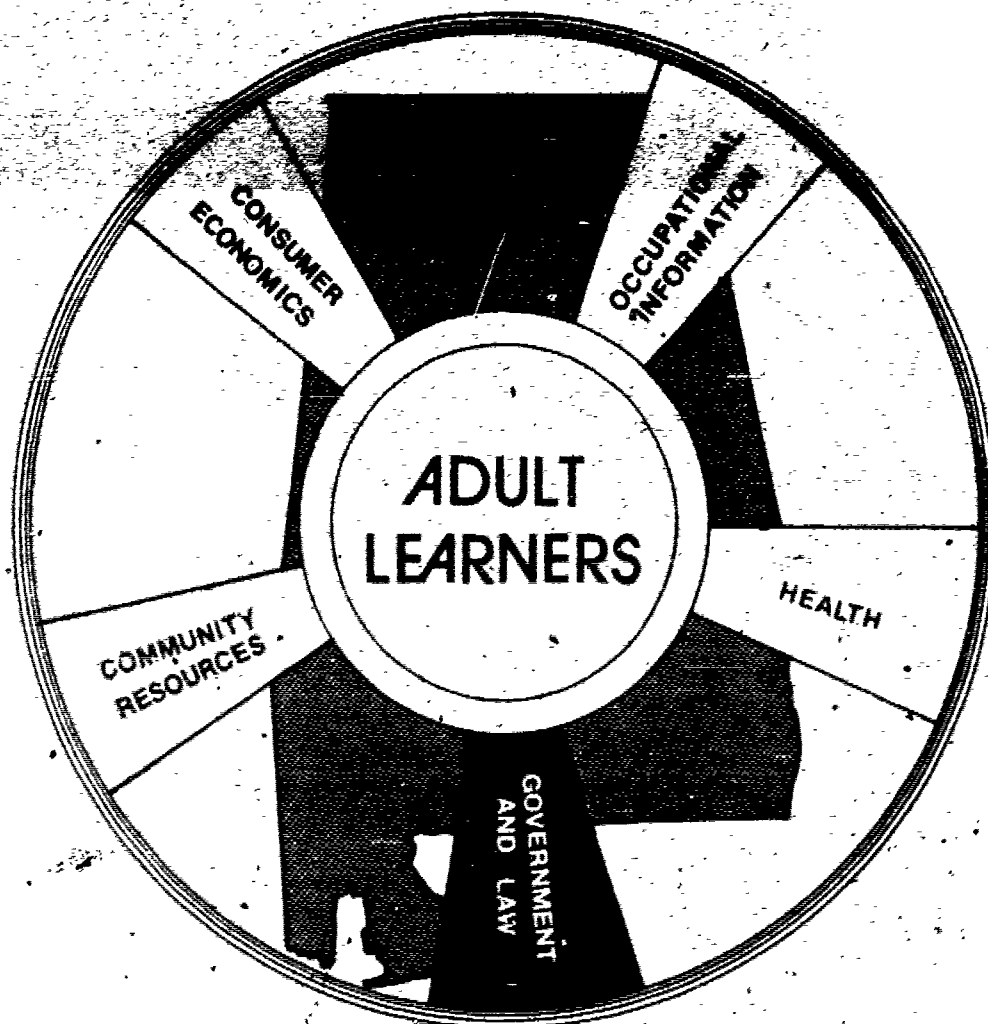 CONSUMER
ECONOMICS
OCCUPATIONAL
INFORMATION
ADULT
LEARNERS
HEALTH
COMMUNITY
RESOURCES
GOVERNMENT
AND LAW